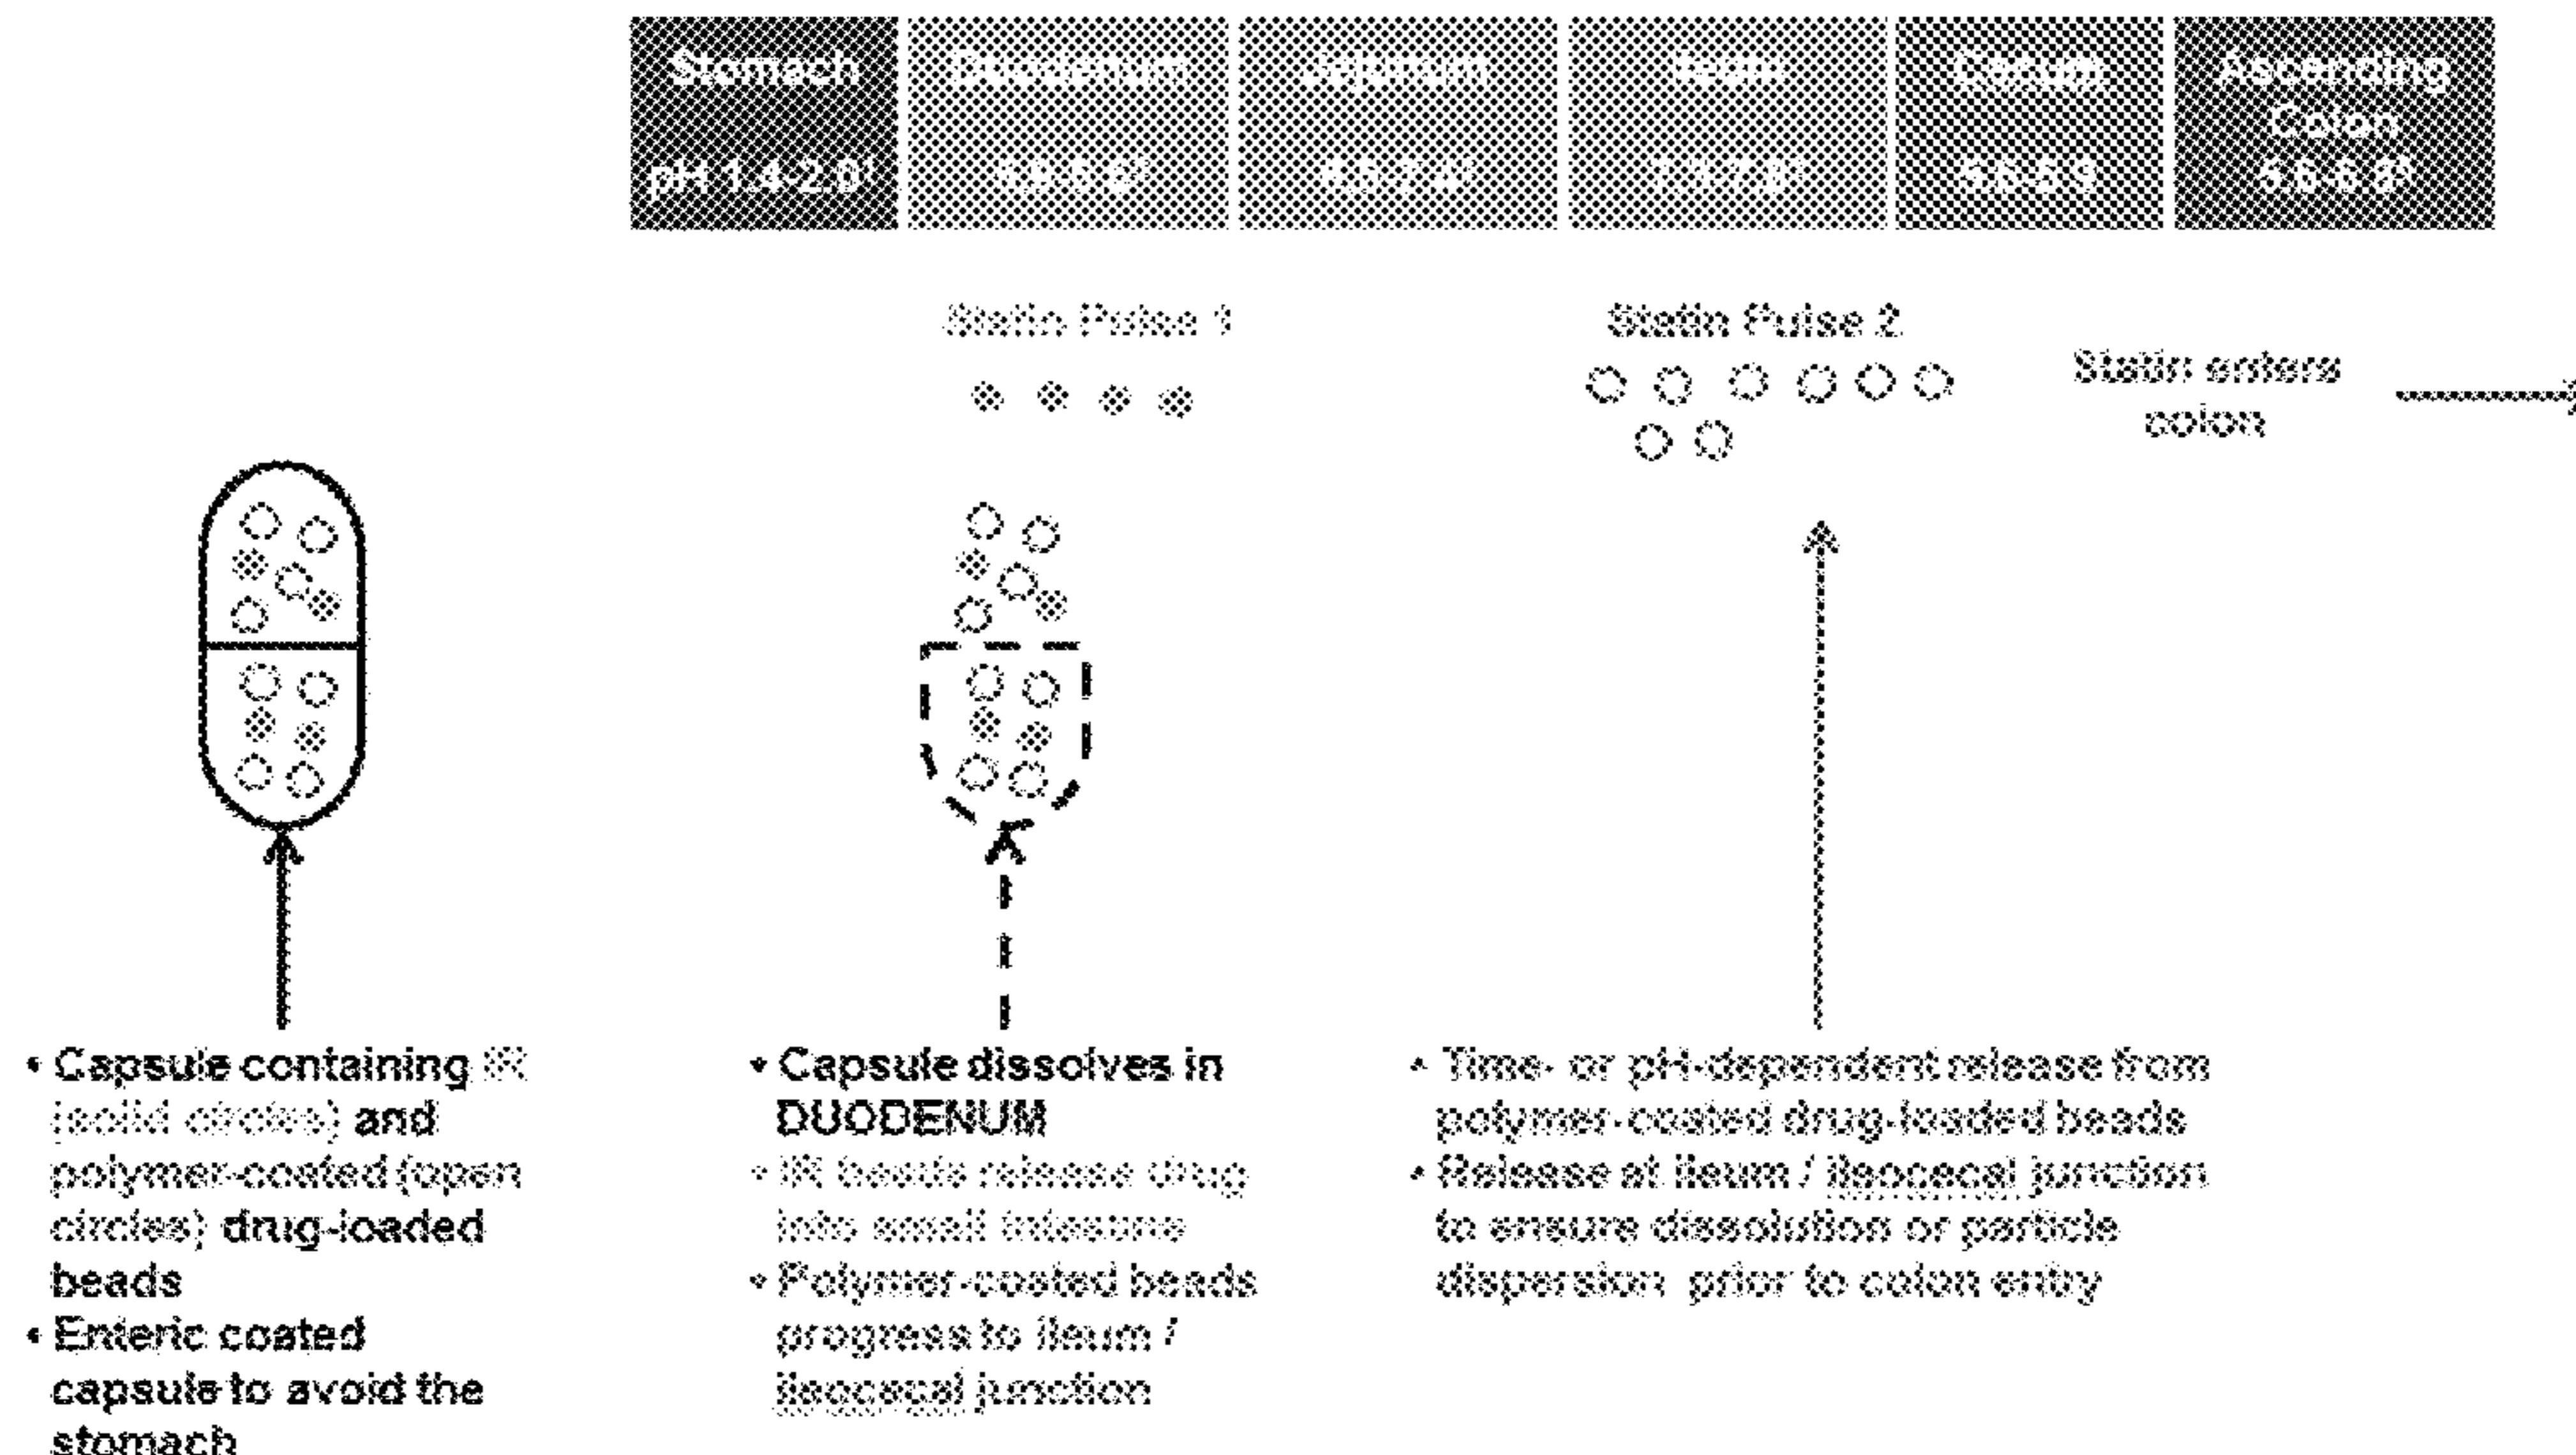 Stomach
pH 1.4-2.0¹
Duodenum
Jejunum
Ileum
Cecum
Ascending
Colon
Statin Pulse 1
Statin Pulse 2
Statin enters
colon
• Capsule containing IR
(solid circles) and
polymer-coated (open
circles) drug-loaded
beads
• Enteric coated
capsule to avoid the
stomach
• Capsule dissolves in
DUODENUM
• IR beads release drug
into small intestine
• Polymer-coated beads
progress to ileum /
ileocecal junction
• Time- or pH-dependent release from
polymer-coated drug-loaded beads
• Release at ileum / ileocecal junction
to ensure dissolution or particle
dispersion prior to colon entry